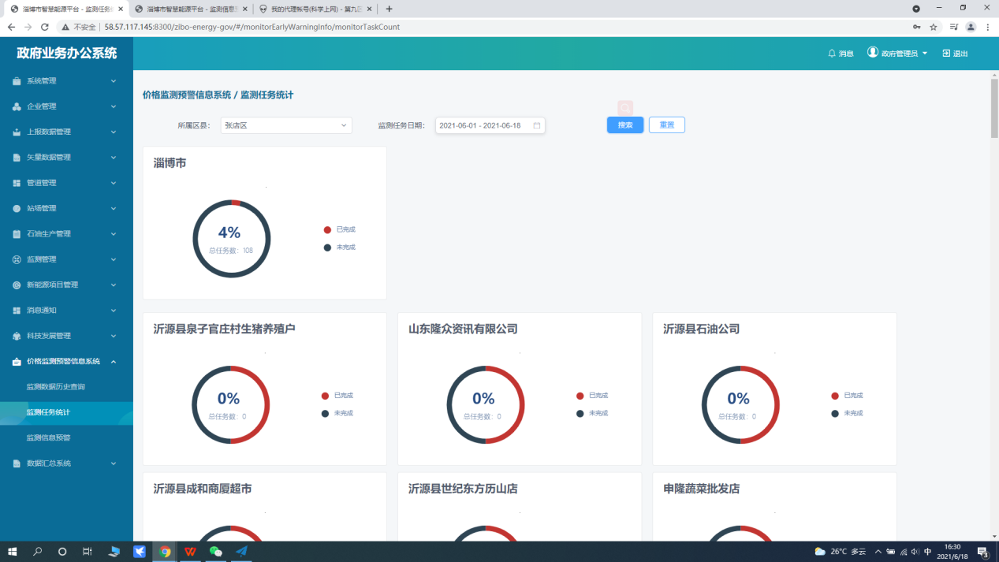 淄博市智慧能源平台 - 监测任务
淄博市智慧能源平台 - 监测信息
我的代理帐号(科学上网) - 第九
不安全
58.57.117.145:8300/zibo-energy-gov/#/monitorEarlyWarningInfo/monitorTaskCount
政府业务办公系统
消息
政府管理员
退出
系统管理
企业管理
上报数据管理
矢量数据管理
管道管理
站场管理
石油生产管理
监测管理
新能源项目管理
消息通知
科技发展管理
价格监测预警信息系统
监测数据历史查询
监测任务统计
监测信息预警
数据汇总系统
价格监测预警信息系统 / 监测任务统计
所属区县：
张店区
监测任务日期：
2021-06-01 - 2021-06-18
搜索
重置
淄博市
4%
总任务数：108
已完成
未完成
沂源县泉子官庄村生猪养殖户
0%
总任务数：0
已完成
未完成
山东隆众资讯有限公司
0%
总任务数：0
已完成
未完成
沂源县石油公司
0%
总任务数：0
已完成
未完成
沂源县成和商厦超市
沂源县世纪东方历山店
申隆蔬菜批发店
26°C 多云
中
16:30
2021/6/18
3